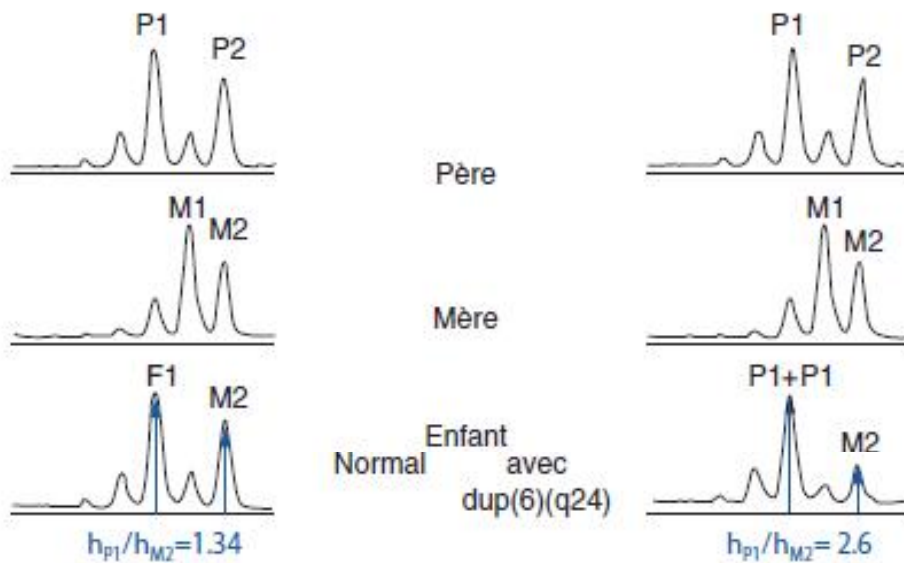 P1
P2
P1
P2
Père
M1
M2
M1
M2
Mère
F1
M2
P1+P1
M2
Enfant
Normal avec
dup(6)(q24)
hP1/hM2=1.34
hP1/hM2= 2.6